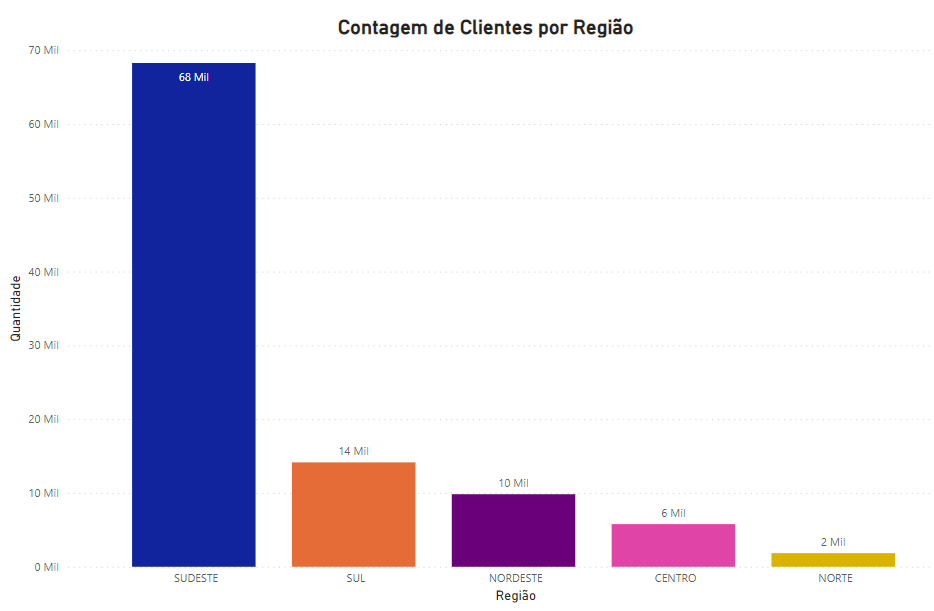 Contagem de Clientes por Região
70 Mil
68 Mil
60 Mil
50 Mil
40 Mil
Quantidade
30 Mil
20 Mil
14 Mil
10 Mil
10 Mil
6 Mil
2 Mil
0 Mil
SUDESTE SUL NORDESTE CENTRO NORTE
Região